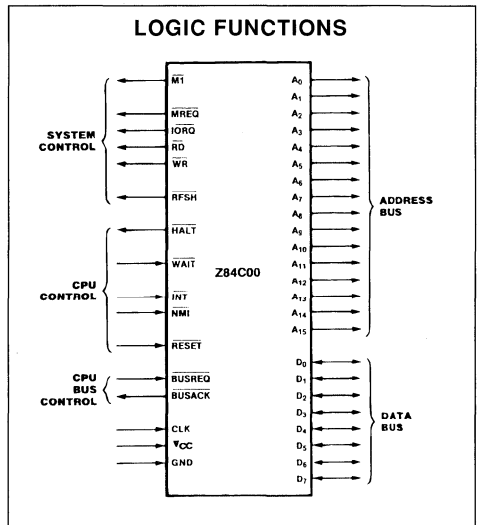 LOGIC FUNCTIONS
SYSTEM
CONTROL
CPU
CONTROL
CPU
BUS
CONTROL
M1
MREQ
IORQ
RD
WR
RFSH
HALT
WAIT
INT
NMI
RESET
BUSREQ
BUSACK
CLK
VCC
GND
Z84C00
A0
A1
A2
A3
A4
A5
A6
A7
A8
A9
A10
A11
A12
A13
A14
A15
D0
D1
D2
D3
D4
D5
D6
D7
ADDRESS
BUS
DATA
BUS